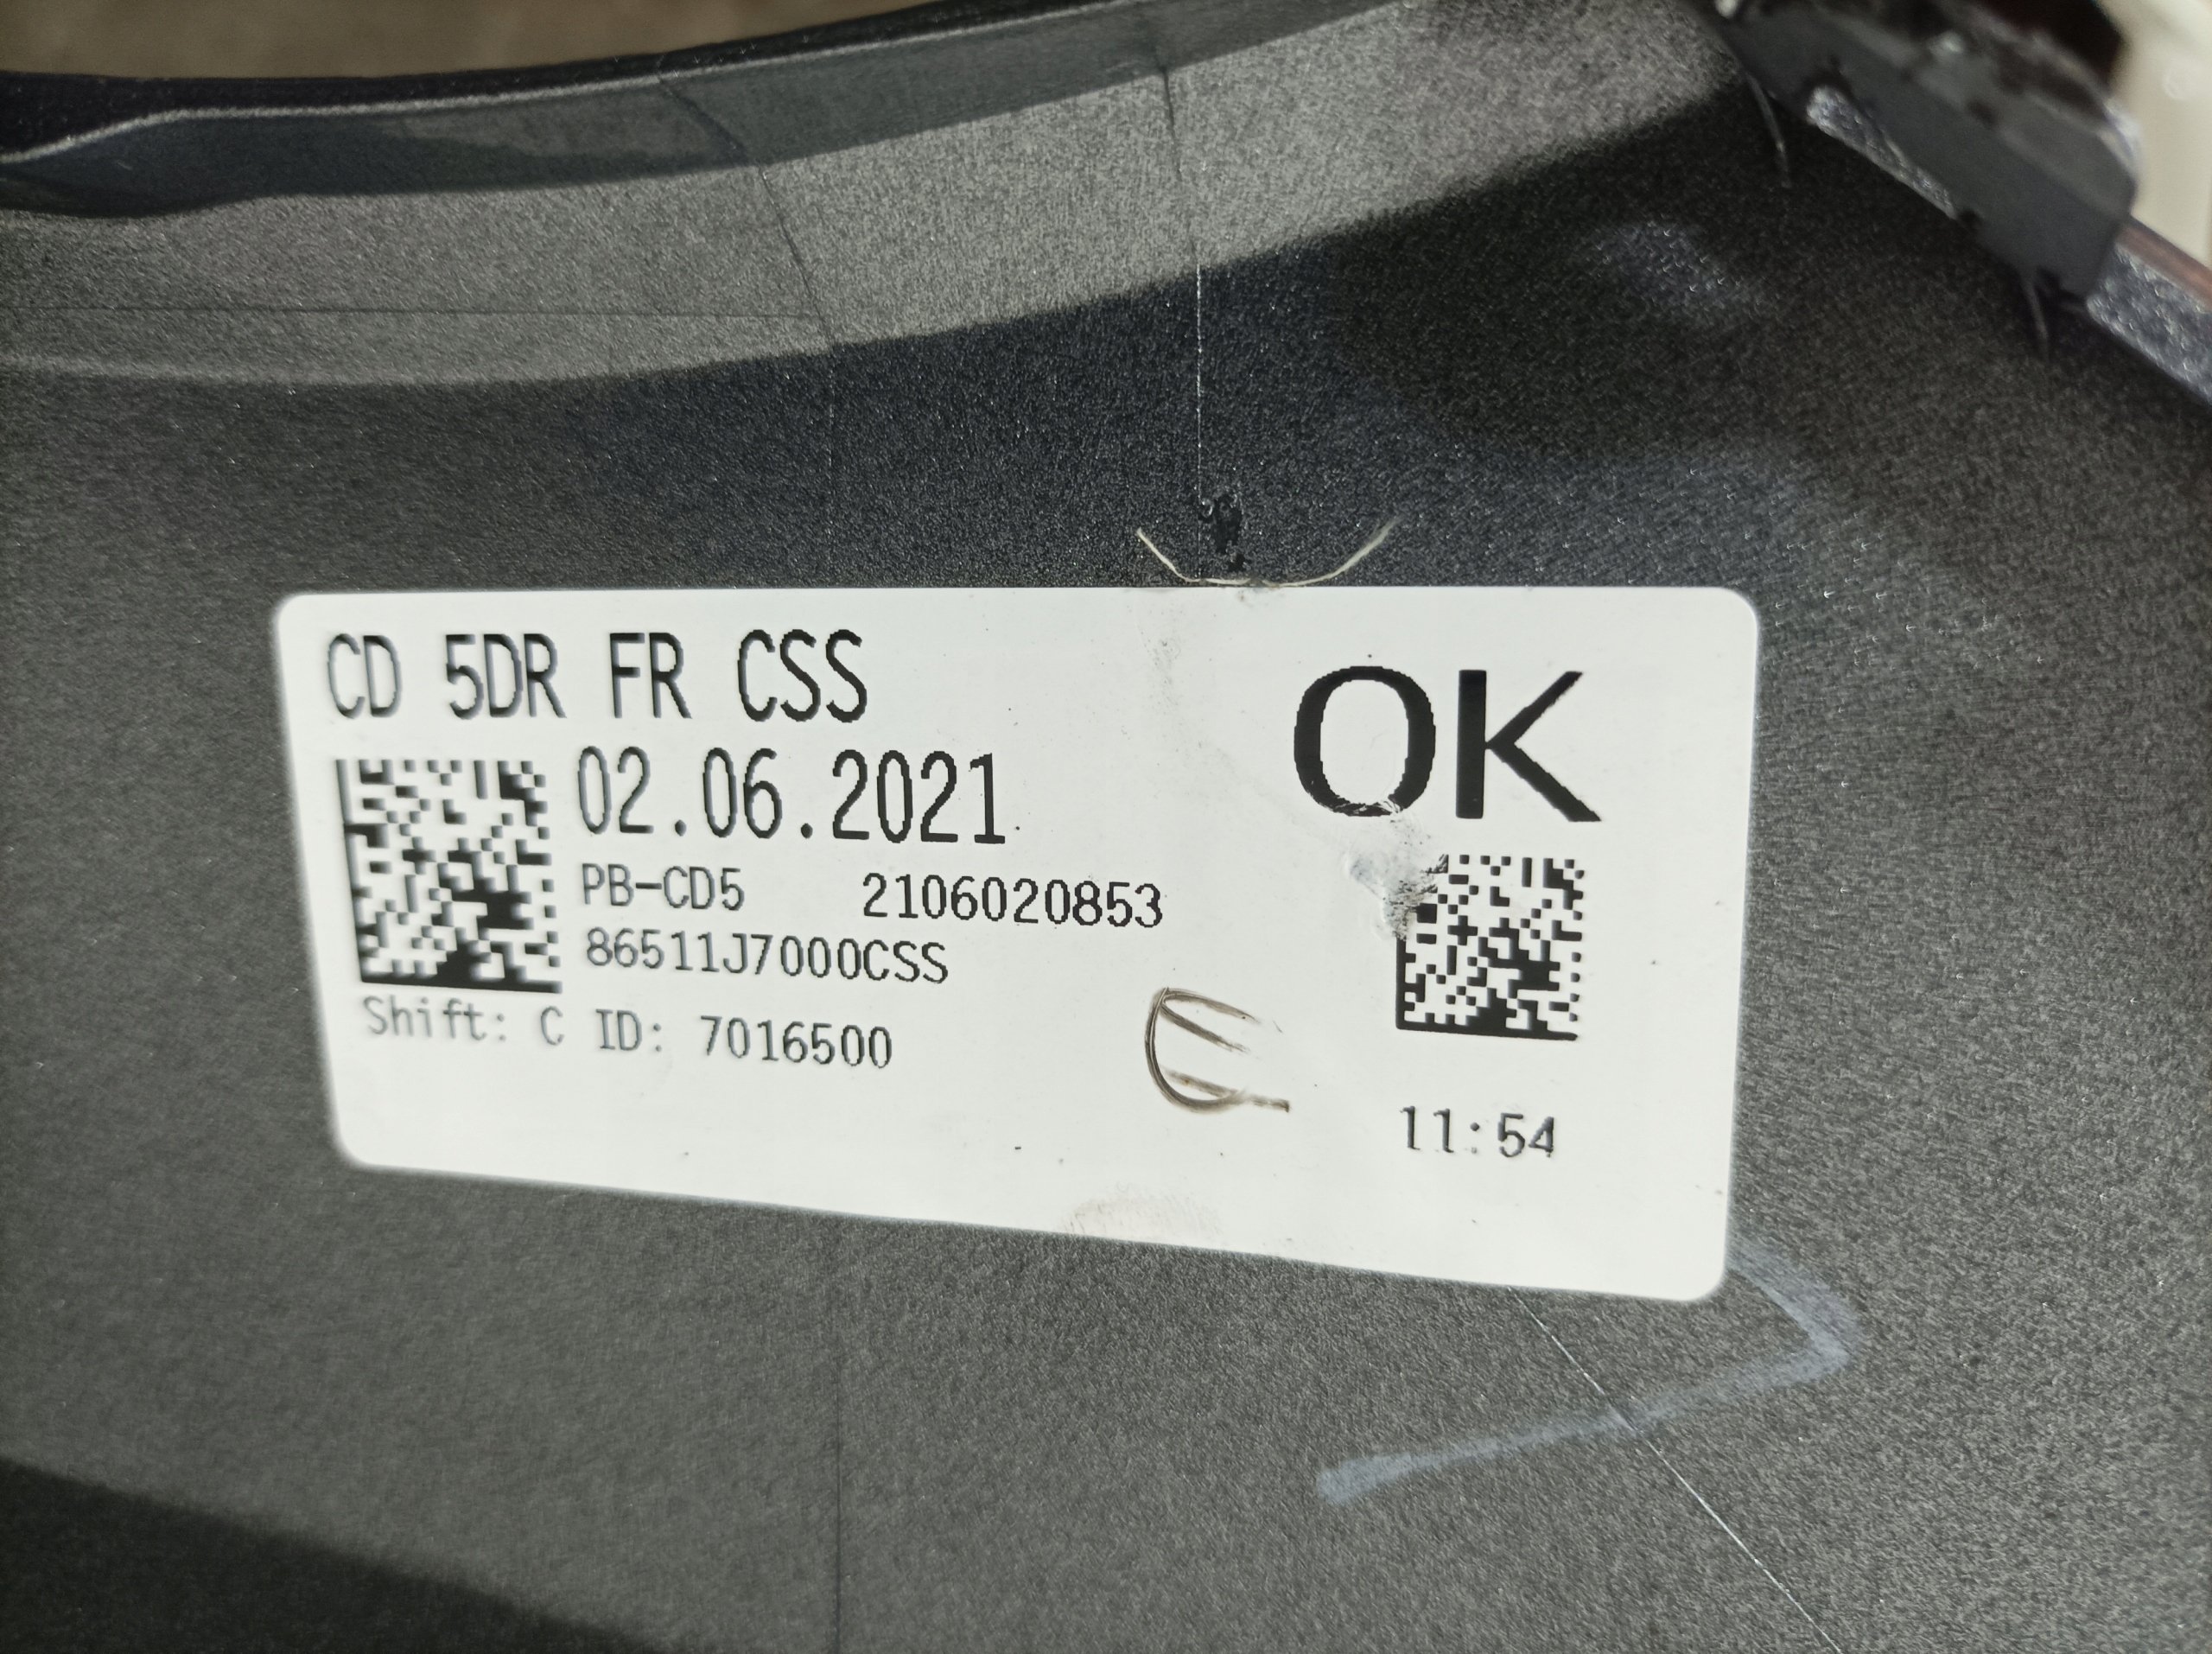 CD 5DR FR CSS
OK
02.06.2021
PB-CD5 2106020853
86511J7000CSS
Shift: C ID: 7016500
11:54